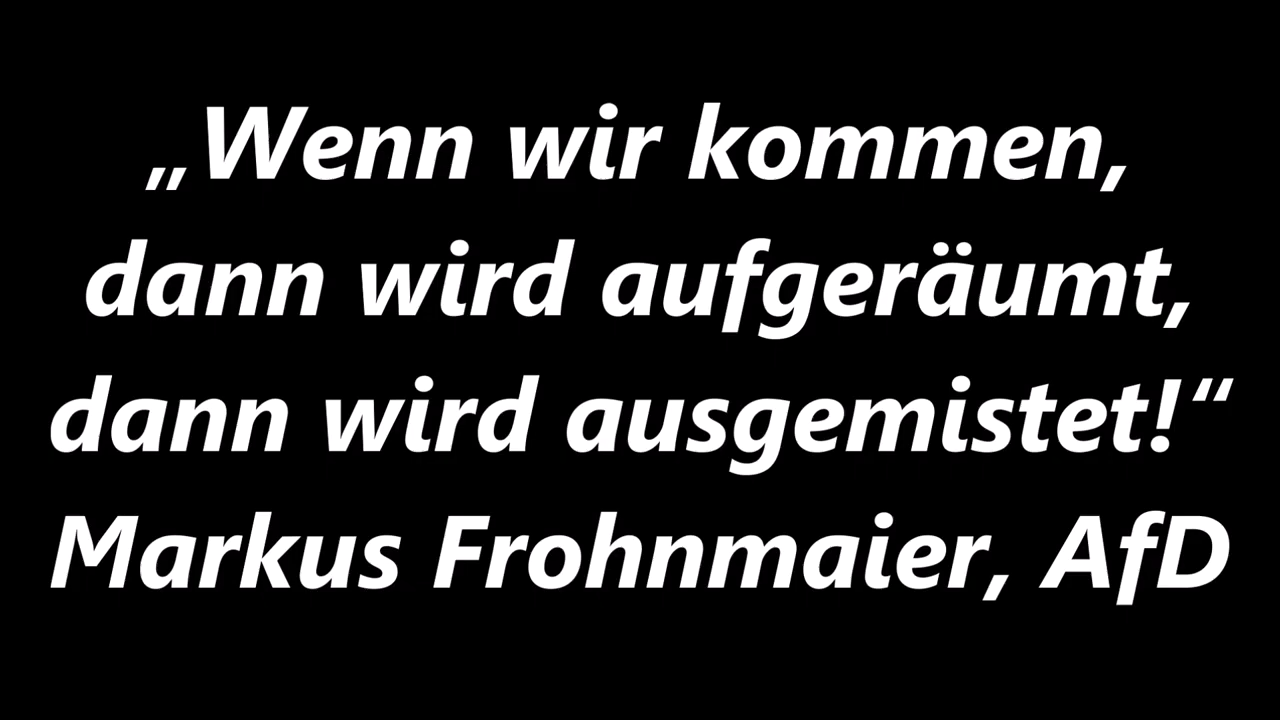 „Wenn wir kommen,
dann wird aufgeräumt,
dann wird ausgemistet!“
Markus Frohnmaier, AfD